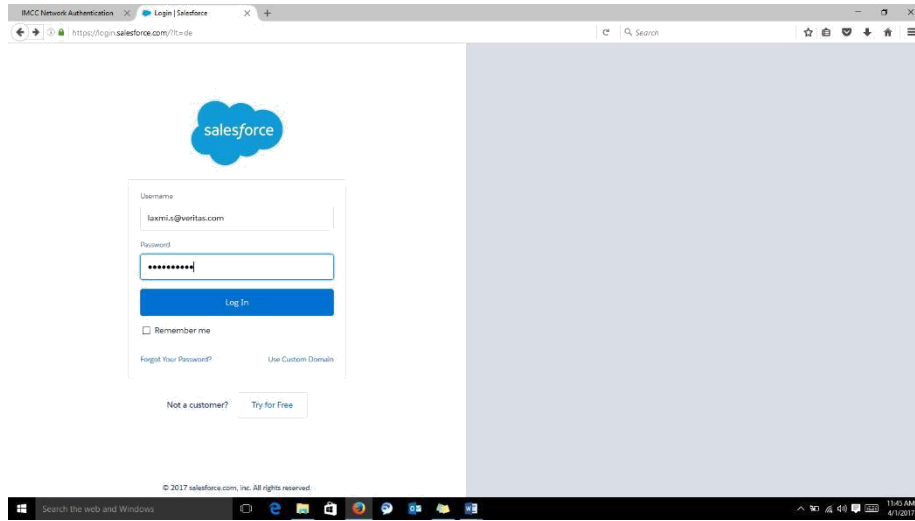 IMCC Network Authentication
Login | Salesforce
https://login.salesforce.com/?lt=de
Search
salesforce
Username
laxmi.s@veritas.com
Password
••••••••••
Log In
Remember me
Forgot Your Password?
Use Custom Domain
Not a customer?
Try for Free
© 2017 salesforce.com, inc. All rights reserved.
Search the web and Windows
11:45 AM
4/1/2017